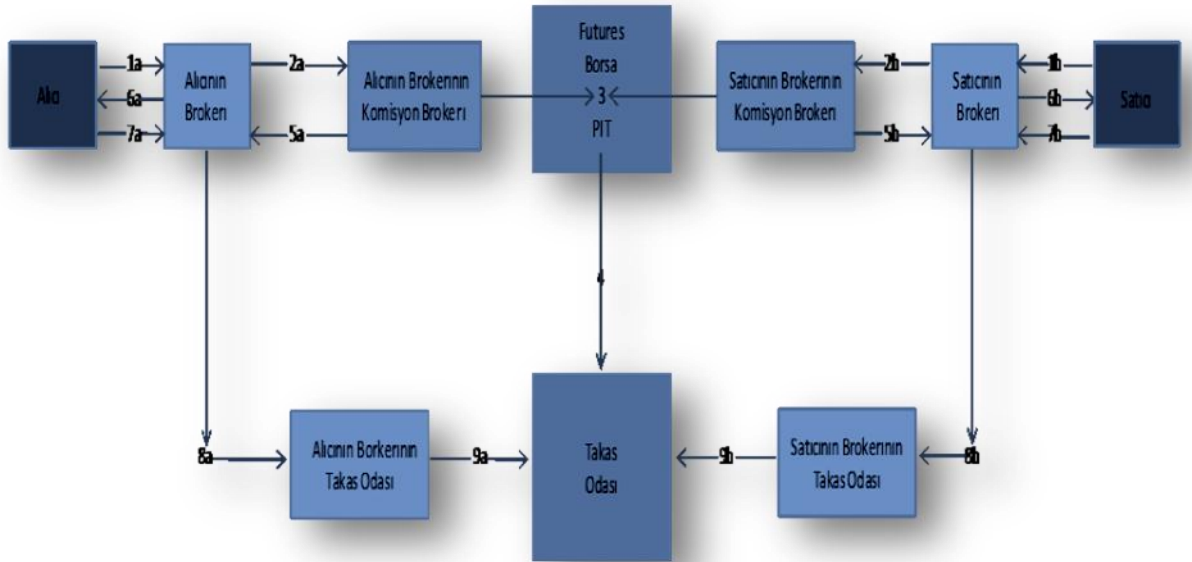 Alıcı
1a
6a
7a
Alıcının
Brokerı
2a
5a
Alıcının Brokerının
Komisyon Brokerı
Futures
Borsa
3
PIT
Satıcının Brokerının
Komisyon Brokerı
2b
5b
Satıcının
Brokerı
1b
6b
7b
Satıcı
4
8a
Alıcının Borkerının
Takas Odası
9a
Takas
Odası
9b
Satıcının Brokerının
Takas Odası
8b